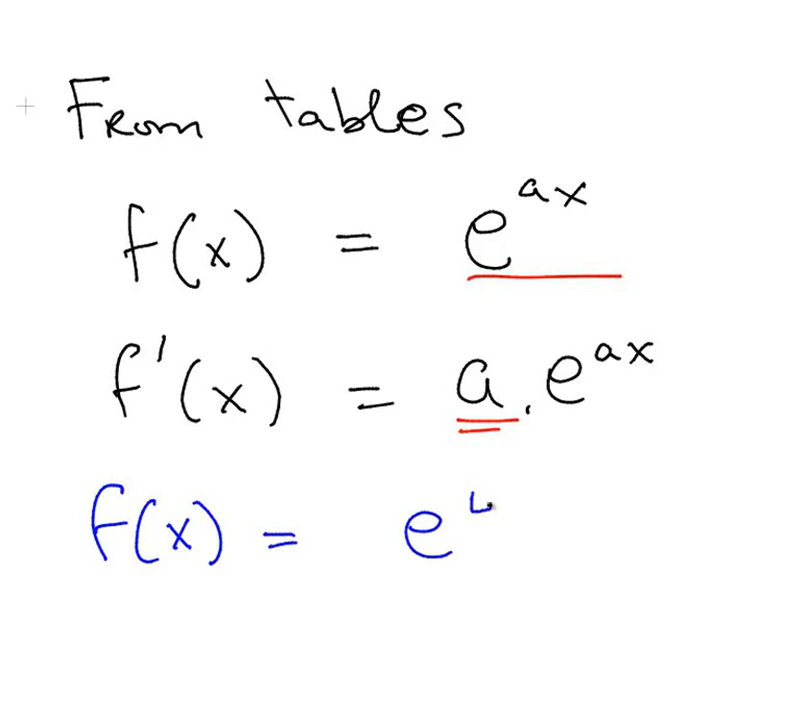 From tables
f(x) = e^{ax}
f'(x) = a.e^{ax}
f(x) = e